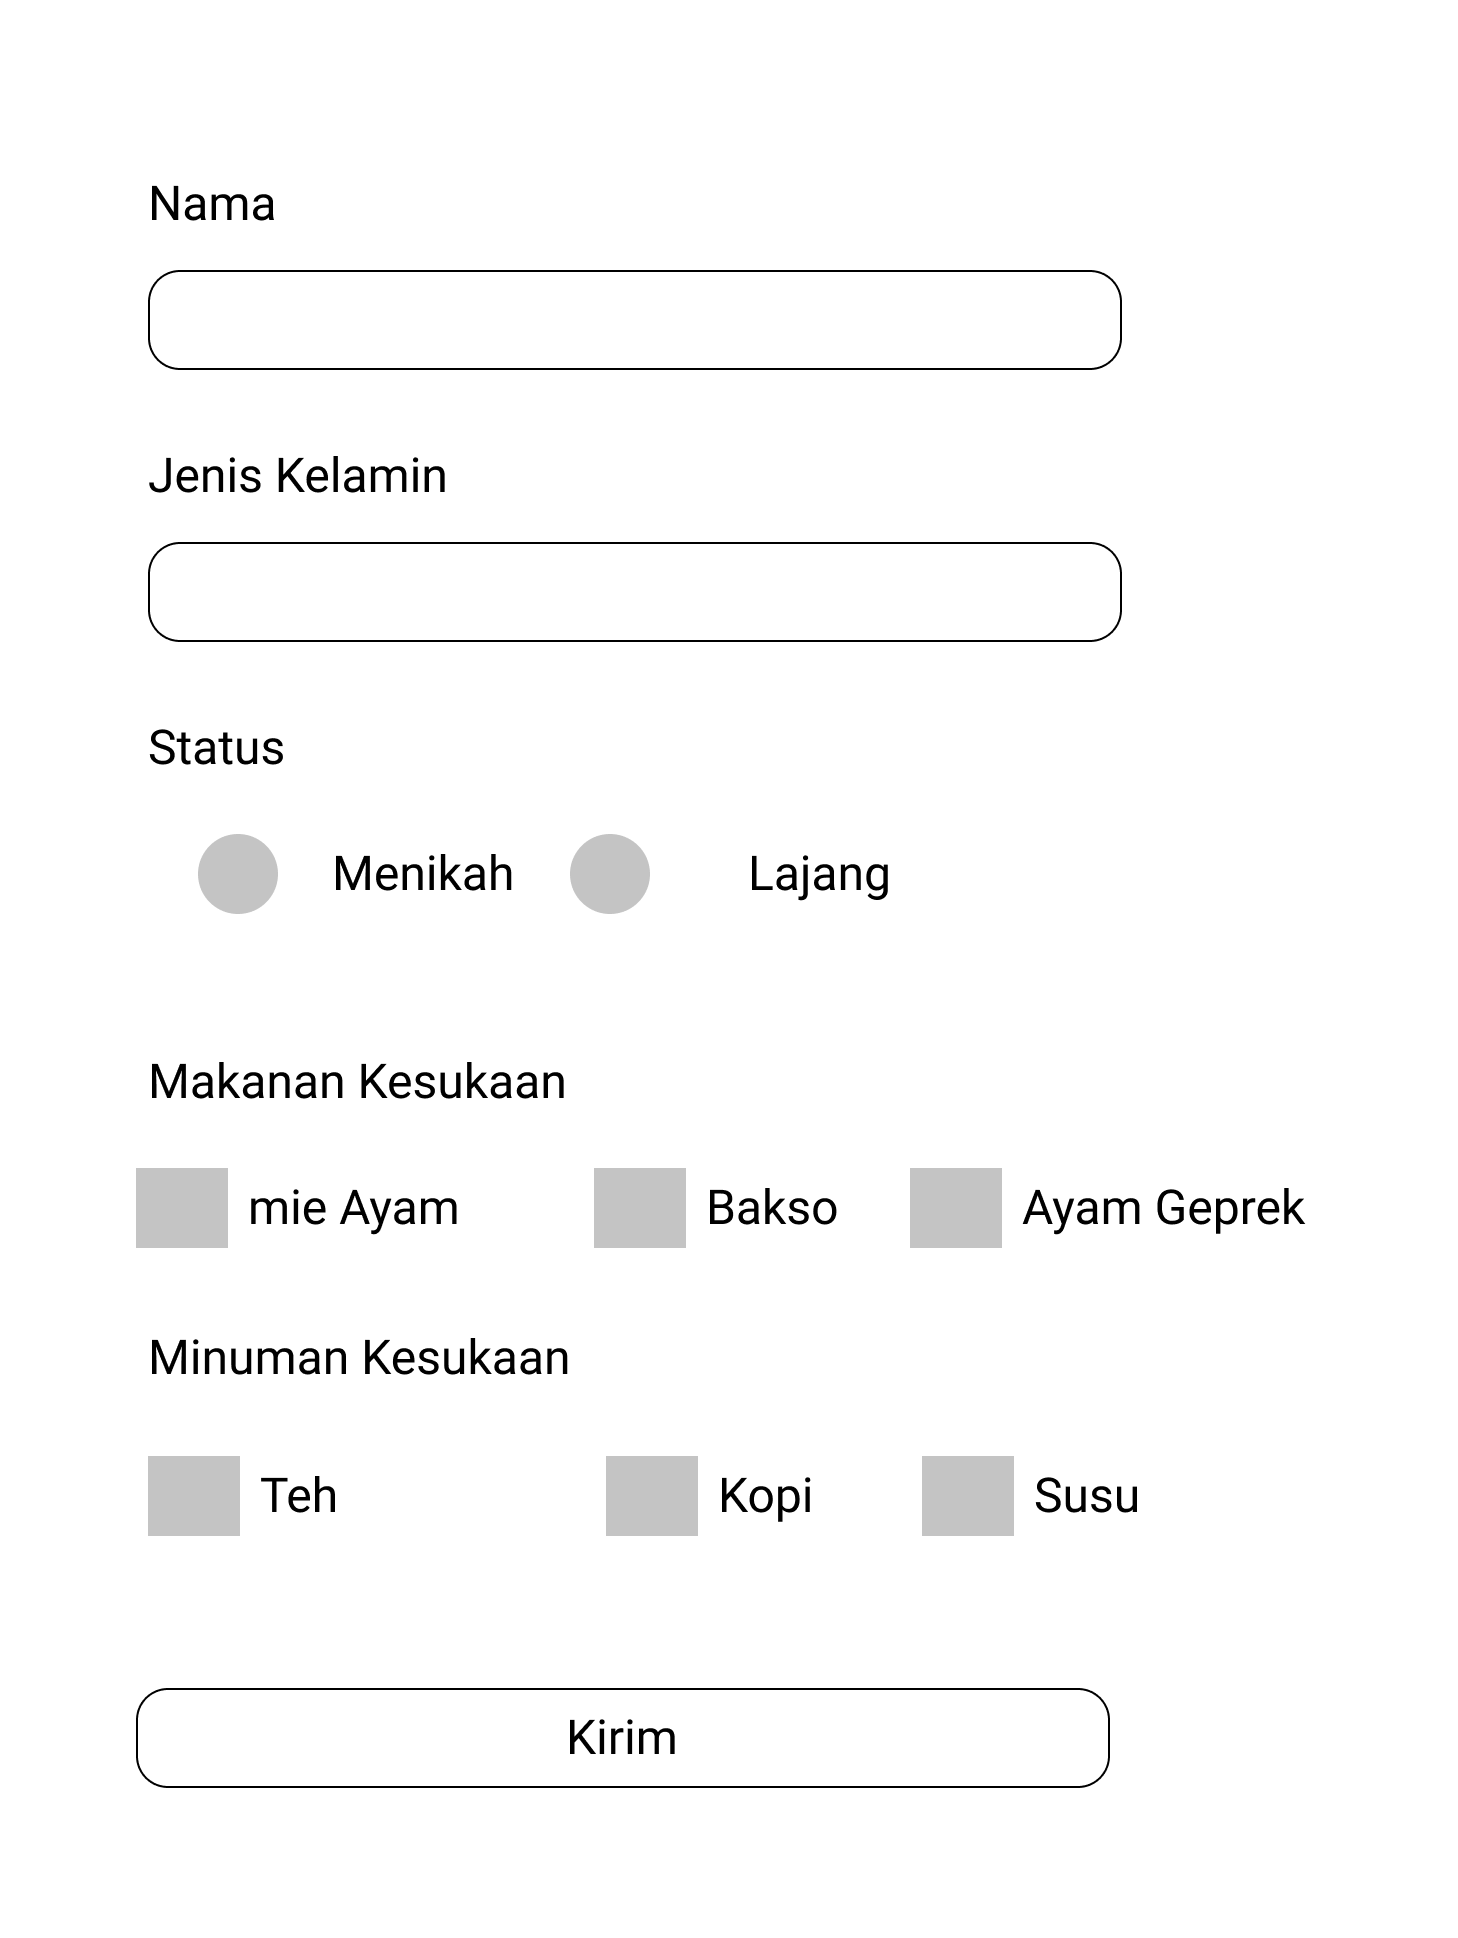 Nama
Jenis Kelamin
Status
Menikah Lajang
Makanan Kesukaan
mie Ayam Bakso Ayam Geprek
Minuman Kesukaan
Teh Kopi Susu
Kirim